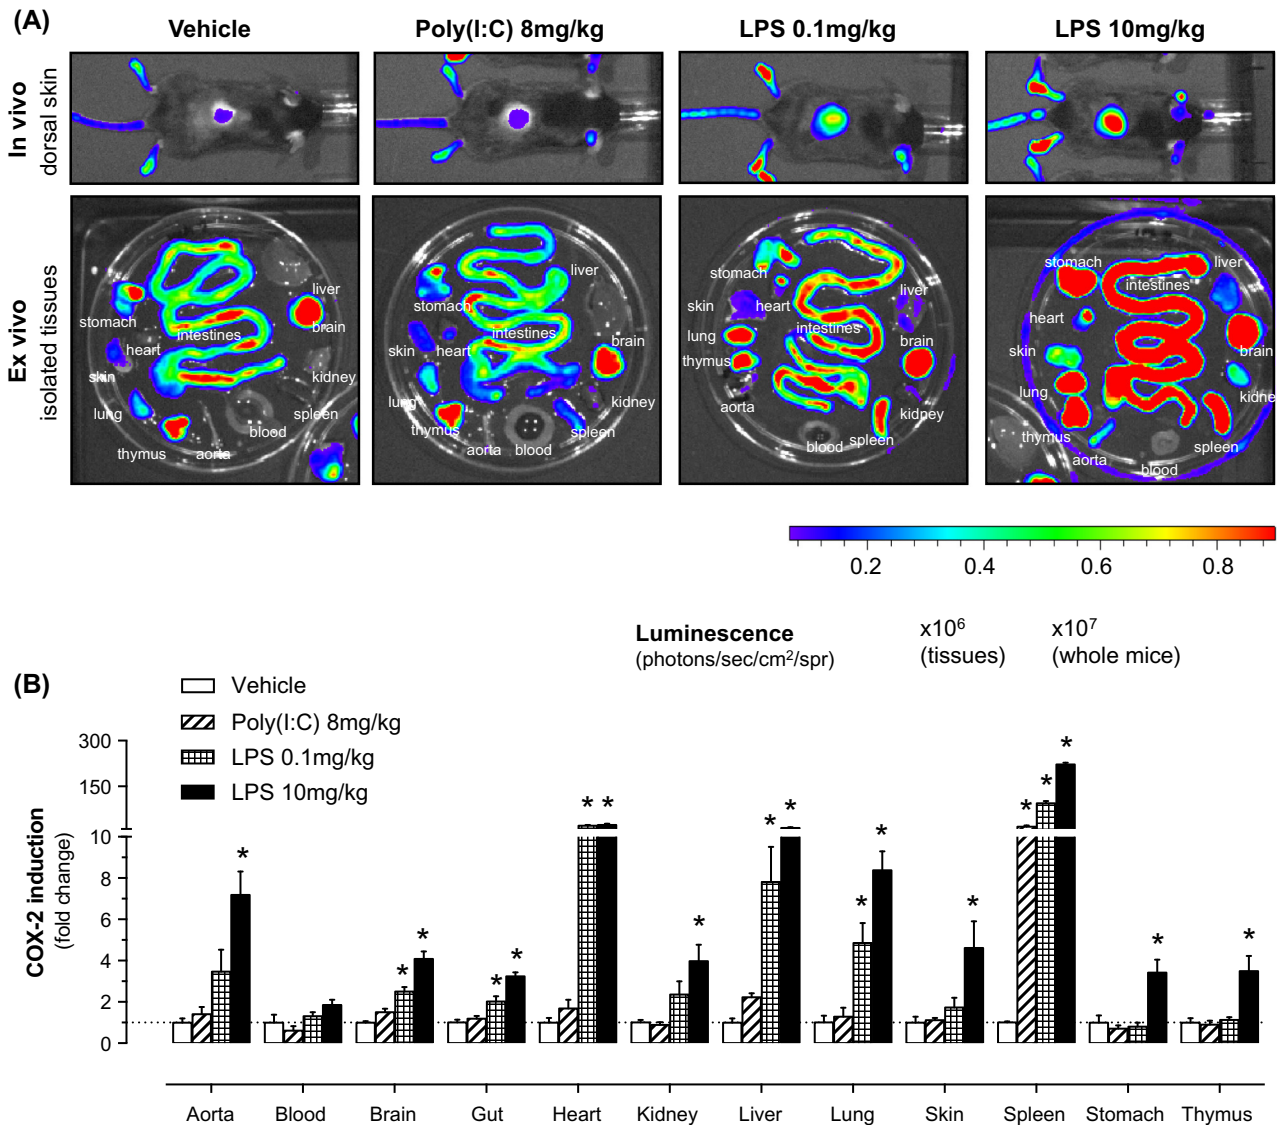 (A)
Vehicle
Poly(I:C) 8mg/kg
LPS 0.1mg/kg
LPS 10mg/kg
In vivo
dorsal skin
Ex vivo
isolated tissues
liver
stomach
intestines
brain
heart
skin
kidney
lung
spleen
blood
thymus
aorta
liver
stomach
intestines
brain
skin
heart
kidney
lung
thymus
spleen
aorta
blood
stomach
liver
skin
heart
intestines
lung
brain
thymus
aorta
kidney
spleen
blood
stomach
liver
intestines
heart
skin
brain
lung
kidne
thymus
spleen
aorta
blood
0.2
0.4
0.6
0.8
Luminescence
(photons/sec/cm²/spr)
x10⁶
(tissues)
x10⁷
(whole mice)
(B)
Vehicle
Poly(I:C) 8mg/kg
LPS 0.1mg/kg
LPS 10mg/kg
COX-2 induction
(fold change)
300
150
10
8
6
4
2
0
* * * * * * * * * * * * * * * * * *
Aorta
Blood
Brain
Gut
Heart
Kidney
Liver
Lung
Skin
Spleen
Stomach
Thymus